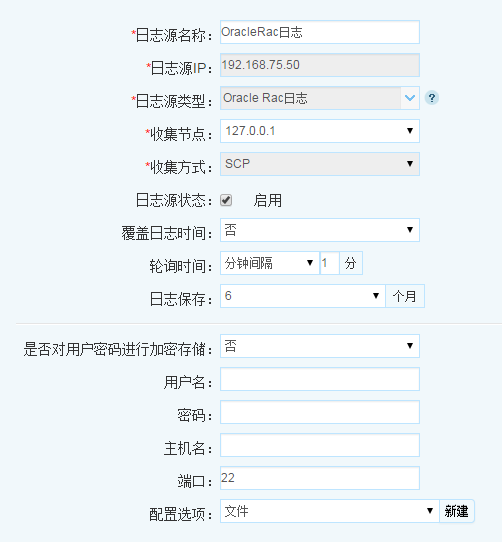 *日志源名称： OracleRac日志
*日志源IP： 192.168.75.50
*日志源类型： Oracle Rac日志 ?
*收集节点： 127.0.0.1
*收集方式： SCP
日志源状态： 启用
覆盖日志时间： 否
轮询时间： 分钟间隔 1 分
日志保存： 6 个月
是否对用户密码进行加密存储： 否
用户名：
密码：
主机名：
端口： 22
配置选项： 文件 新建